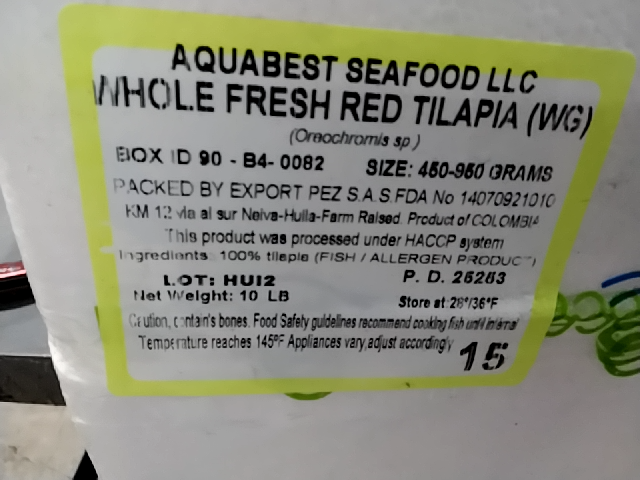 AQUABEST SEAFOOD LLC
WHOLE FRESH RED TILAPIA (WG)
(Oreochromis sp)
BOX ID 90 - B4- 0082 SIZE: 450-950 GRAMS
PACKED BY EXPORT PEZ S.A.S.FDA No 14070921010
KM 12 via al sur Neiva-Huila-Farm Raised. Product of COLOMBIA
This product was processed under HACCP system
Ingredients: 100% tilapia (FISH / ALLERGEN PRODUCT)
LOT: HUI2 P. D. 25253
Net Weight: 10 LB Store at: 28°/36°F
Caution, contain's bones. Food Safety guidelines recommend cooking fish until internal
Temperature reaches 145ºF Appliances vary,adjust accordingly 15